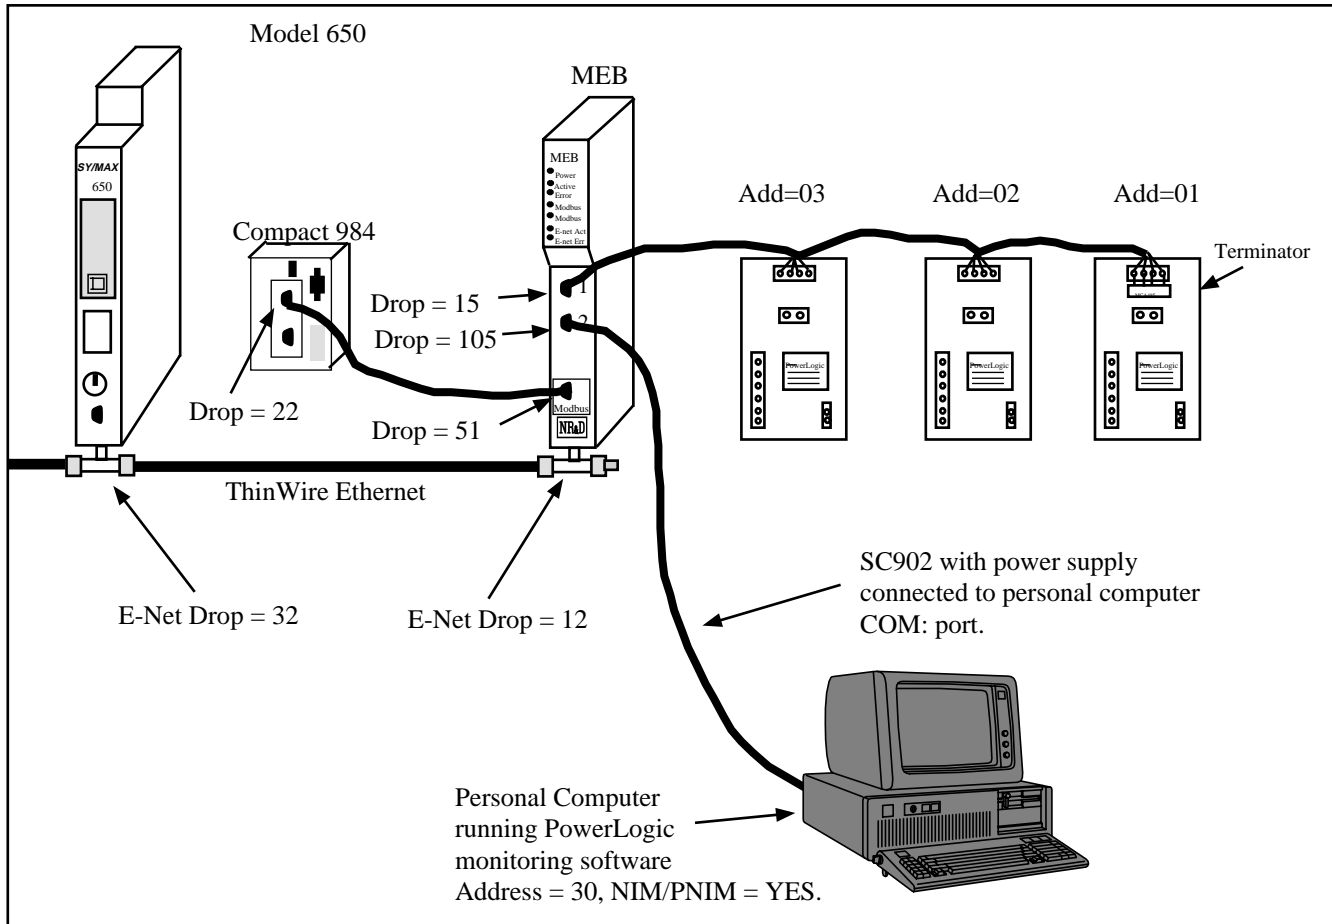 Model 650
MEB
SY/MAX
650
MEB
Power
Active
Error
Modbus
Modbus
E-net Act
E-net Err
Compact 984
Add=03
Add=02
Add=01
Terminator
1
2
Drop = 15
Drop = 105
PowerLogic
PowerLogic
PowerLogic
Drop = 22
Drop = 51
Modbus
NR&D
ThinWire Ethernet
E-Net Drop = 32
E-Net Drop = 12
SC902 with power supply
connected to personal computer
COM: port.
Personal Computer
running PowerLogic
monitoring software
Address = 30, NIM/PNIM = YES.